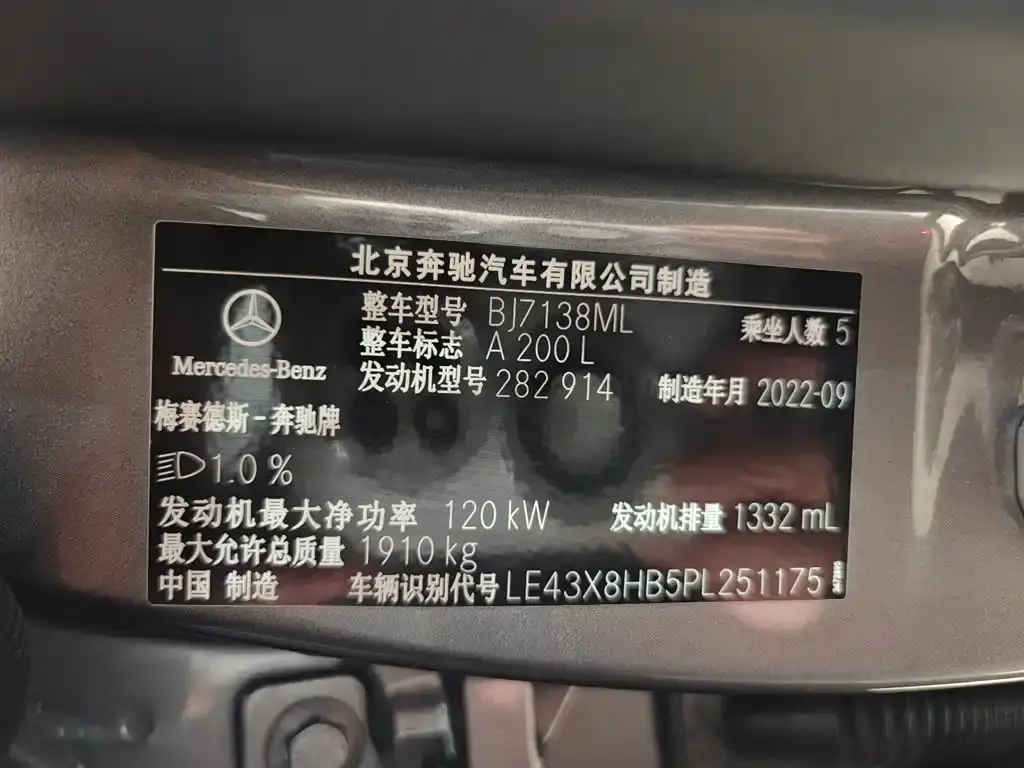 北京奔驰汽车有限公司制造
整车型号 BJ7138ML 乘坐人数 5
整车标志 A 200 L
Mercedes-Benz
发动机型号 282 914 制造年月 2022-09
梅赛德斯-奔驰牌
1.0 %
发动机最大净功率 120 kW 发动机排量 1332 mL
最大允许总质量 1910 kg
中国 制造 车辆识别代号 LE43X8HB5PL251175